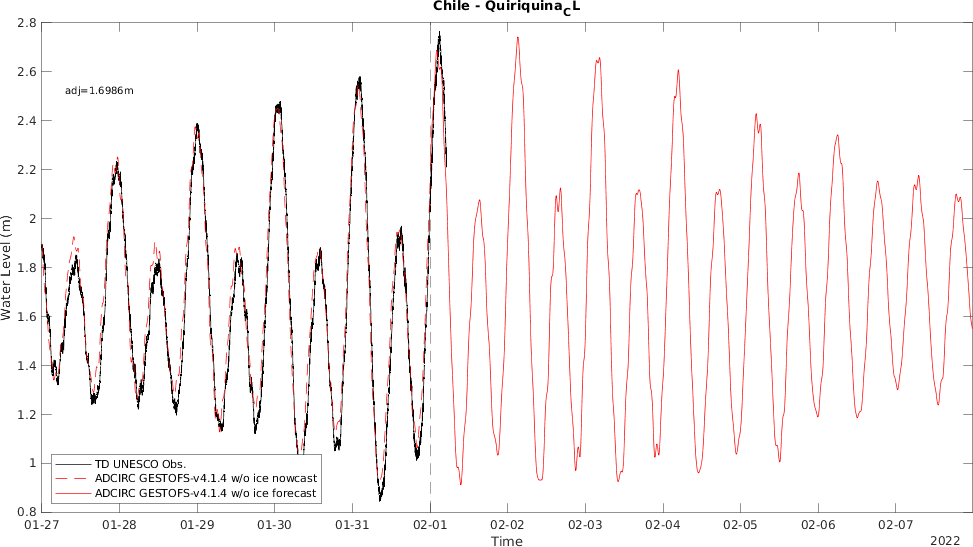 Chile - Quiriquina_CL
2.8
2.6
adj=1.6986m
2.4
2.2
2
1.8
Water Level (m)
1.6
1.4
1.2
1
0.8
TD UNESCO Obs.
ADCIRC GESTOFS-v4.1.4 w/o ice nowcast
ADCIRC GESTOFS-v4.1.4 w/o ice forecast
01-27 01-28 01-29 01-30 01-31 02-01 02-02 02-03 02-04 02-05 02-06 02-07
Time
2022